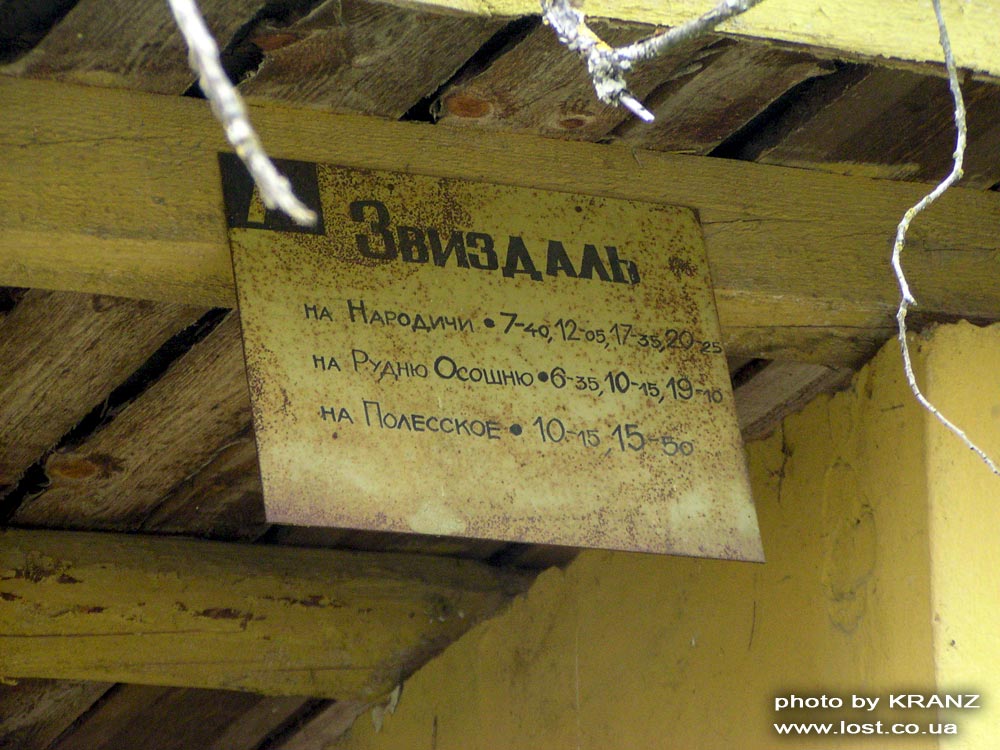 А
Звиздаль
на Народичи • 7-40, 12-05, 17-35, 20-25
на Рудню Осошню • 6-35, 10-15, 19-10
на Полесское • 10-15, 15-50
photo by KRANZ
www.lost.co.ua